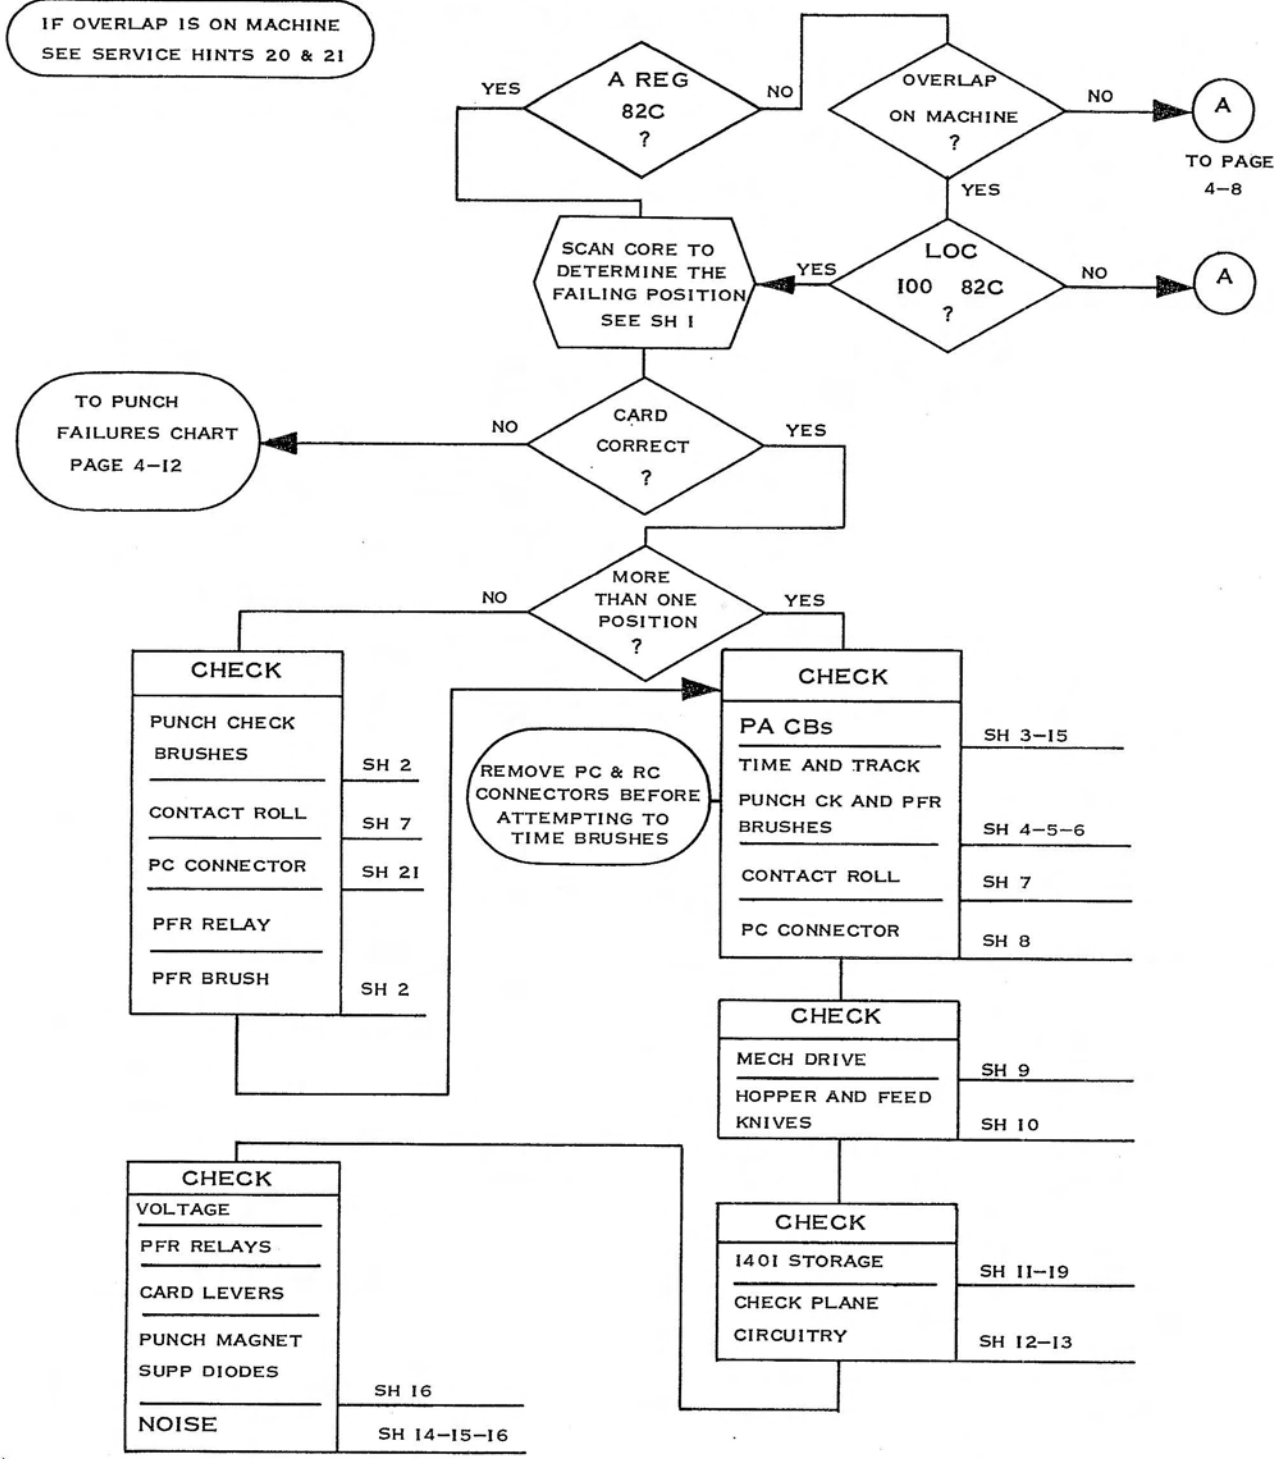 IF OVERLAP IS ON MACHINE
SEE SERVICE HINTS 20 & 21
YES
A REG
82C
?
NO
OVERLAP
ON MACHINE
?
NO
A
TO PAGE
4-8
YES
SCAN CORE TO
DETERMINE THE
FAILING POSITION
SEE SH 1
YES
LOC
100 82C
?
NO
A
TO PUNCH
FAILURES CHART
PAGE 4-12
NO
CARD
CORRECT
?
YES
NO
MORE
THAN ONE
POSITION
?
YES
CHECK
PUNCH CHECK
BRUSHES
SH 2
CONTACT ROLL
SH 7
PC CONNECTOR
SH 21
PFR RELAY
PFR BRUSH
SH 2
REMOVE PC & RC
CONNECTORS BEFORE
ATTEMPTING TO
TIME BRUSHES
CHECK
PA CBs
SH 3-15
TIME AND TRACK
PUNCH CK AND PFR
BRUSHES
SH 4-5-6
CONTACT ROLL
SH 7
PC CONNECTOR
SH 8
CHECK
MECH DRIVE
SH 9
HOPPER AND FEED
KNIVES
SH 10
CHECK
1401 STORAGE
SH 11-19
CHECK PLANE
CIRCUITRY
SH 12-13
CHECK
VOLTAGE
PFR RELAYS
CARD LEVERS
PUNCH MAGNET
SUPP DIODES
SH 16
NOISE
SH 14-15-16